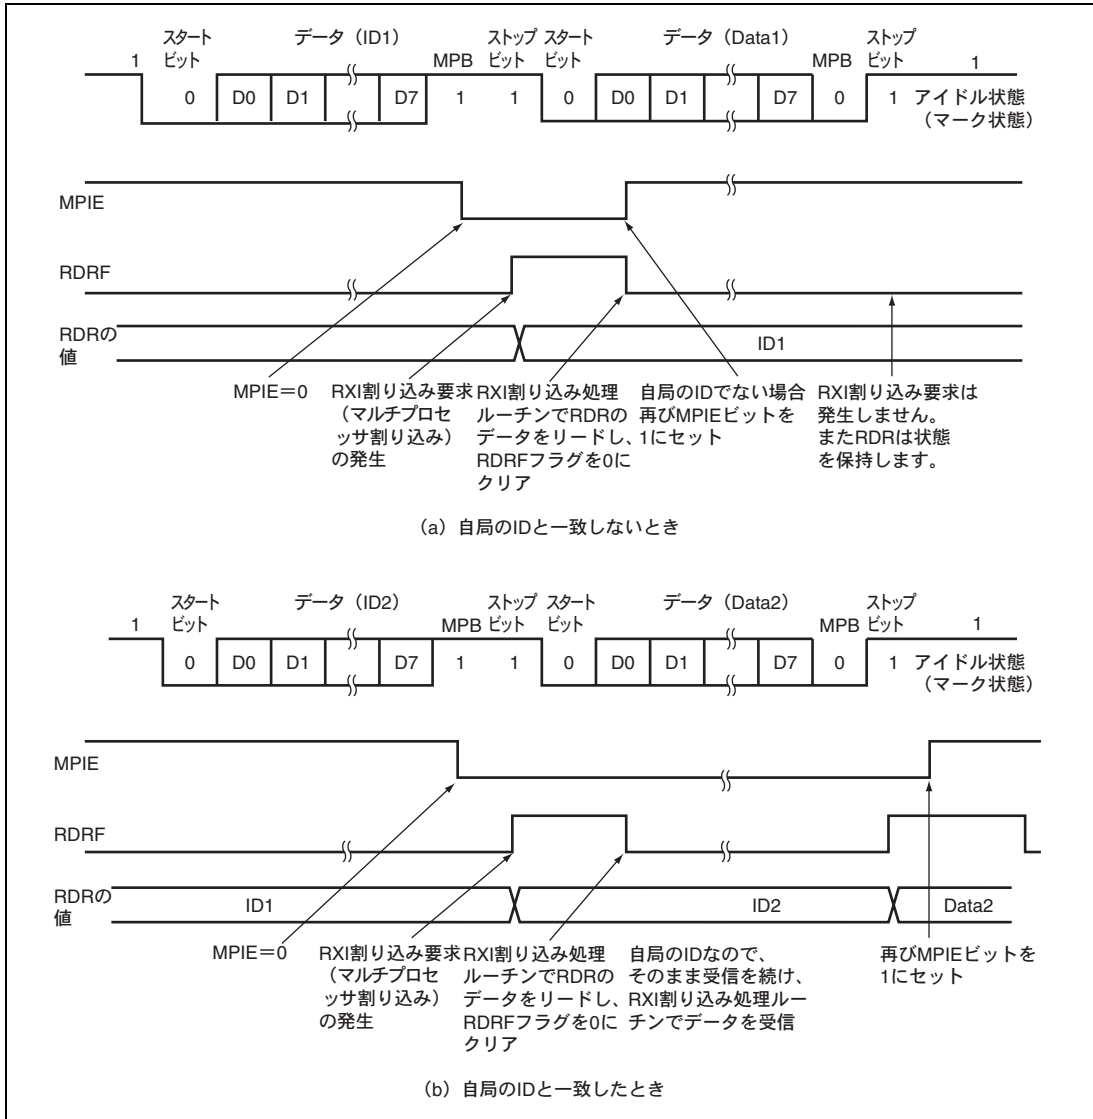 スタート データ（ID1） ストップ スタート データ（Data1） ストップ
1 ビット MPB ビット ビット MPB ビット 1
0 D0 D1 D7 1 1 0 D0 D1 D7 0 1 アイドル状態
（マーク状態）
MPIE
RDRF
RDRの
値
ID1
MPIE＝0
RXI割り込み要求
（マルチプロセ
ッサ割り込み）
の発生
RXI割り込み処理
ルーチンでRDRの
データをリードし、
RDRFフラグを0に
クリア
自局のIDでない場合
再びMPIEビットを
1にセット
RXI割り込み要求は
発生しません。
またRDRは状態
を保持します。
（a）自局のIDと一致しないとき
スタート データ（ID2） ストップ スタート データ（Data2） ストップ
1 ビット MPB ビット ビット MPB ビット 1
0 D0 D1 D7 1 1 0 D0 D1 D7 0 1 アイドル状態
（マーク状態）
MPIE
RDRF
RDRの
値
ID1 ID2 Data2
MPIE＝0
RXI割り込み要求
（マルチプロセ
ッサ割り込み）
の発生
RXI割り込み処理
ルーチンでRDRの
データをリードし、
RDRFフラグを0に
クリア
自局のIDなので、
そのまま受信を続け、
RXI割り込み処理ルー
チンでデータを受信
再びMPIEビットを
1にセット
（b）自局のIDと一致したとき